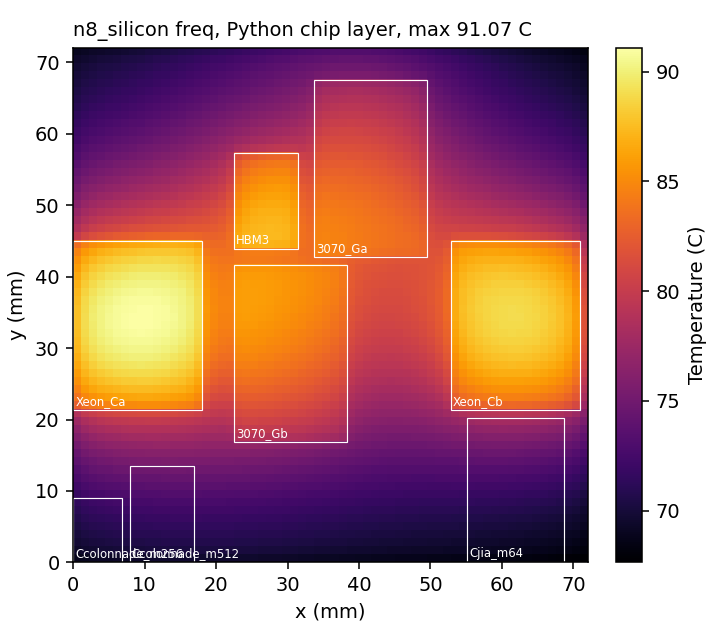 n8_silicon freq, Python chip layer, max 91.07 C
70
60
50
40
30
20
10
0
y (mm)
HBM3
3070_Ga
Xeon_Ca
Xeon_Cb
3070_Gb
Ccolonnade_m256
Ccolonnade_m512
Cjia_m64
0 10 20 30 40 50 60 70
x (mm)
90
85
80
75
70
Temperature (C)